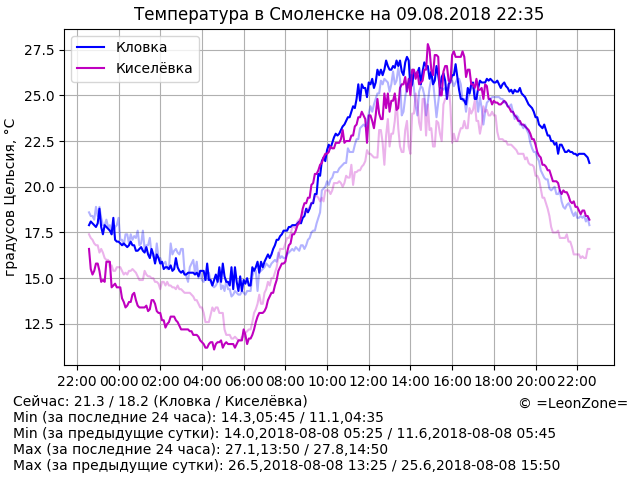 Температура в Смоленске на 09.08.2018 22:35
Кловка
Киселёвка
градусов Цельсия, °C
27.5
25.0
22.5
20.0
17.5
15.0
12.5
22:00 00:00 02:00 04:00 06:00 08:00 10:00 12:00 14:00 16:00 18:00 20:00 22:00
Сейчас: 21.3 / 18.2 (Кловка / Киселёвка)
© =LeonZone=
Min (за последние 24 часа): 14.3,05:45 / 11.1,04:35
Min (за предыдущие сутки): 14.0,2018-08-08 05:25 / 11.6,2018-08-08 05:45
Max (за последние 24 часа): 27.1,13:50 / 27.8,14:50
Max (за предыдущие сутки): 26.5,2018-08-08 13:25 / 25.6,2018-08-08 15:50